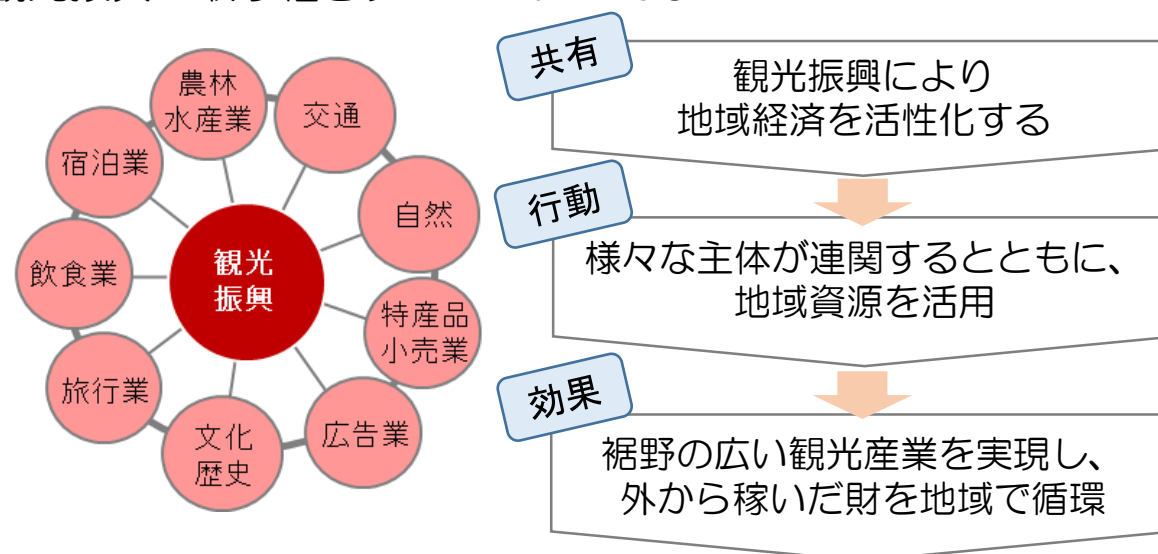 農林
水産業
交通
宿泊業
自然
飲食業
観光
振興
特産品
小売業
旅行業
文化
歴史
広告業
共有
観光振興により
地域経済を活性化する
行動
様々な主体が連関するとともに、
地域資源を活用
効果
裾野の広い観光産業を実現し、
外から稼いだ財を地域で循環